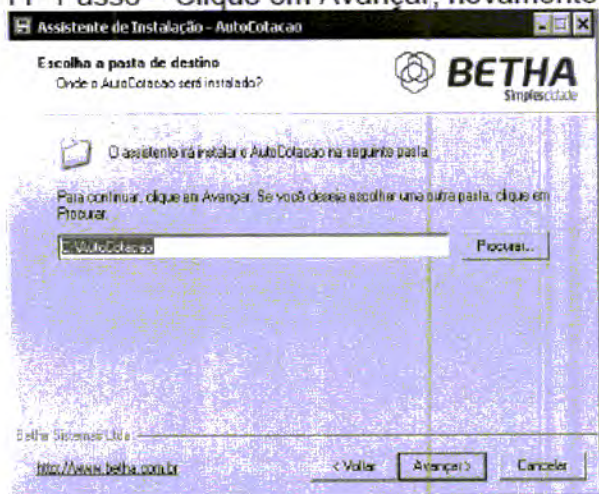 Passo - Clique em Avançar, novamente
Assistente de Instalação - AutoCotacao
Escolha a pasta de destino
Onde o AutoCotacao será instalado?
BETHA
Simplescidade
O assistente irá instalar o AutoCotacao na seguinte pasta
Para continuar, clique em Avançar. Se você deseja escolher uma outra pasta, clique em
Procurar.
C:\AutoCotacao
Procurar...
Betha Sistemas Ltda
http://www.betha.com.br
< Voltar
Avançar >
Cancelar